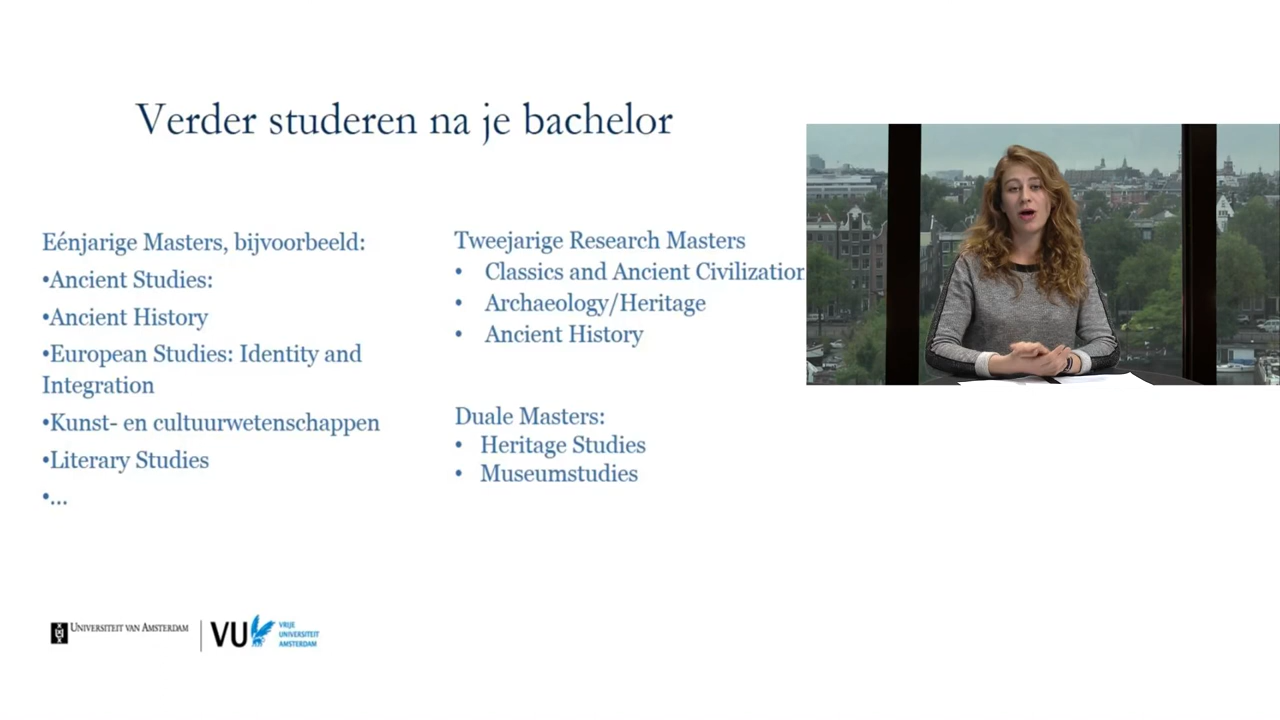 Verder studeren na je bachelor
Eénjarige Masters, bijvoorbeeld:
•Ancient Studies:
•Ancient History
•European Studies: Identity and
Integration
•Kunst- en cultuurwetenschappen
•Literary Studies
•...
Tweejarige Research Masters
• Classics and Ancient Civilization
• Archaeology/Heritage
• Ancient History
Duale Masters:
• Heritage Studies
• Museumstudies
UNIVERSITEIT VAN AMSTERDAM
VU
VRIJE
UNIVERSITEIT
AMSTERDAM